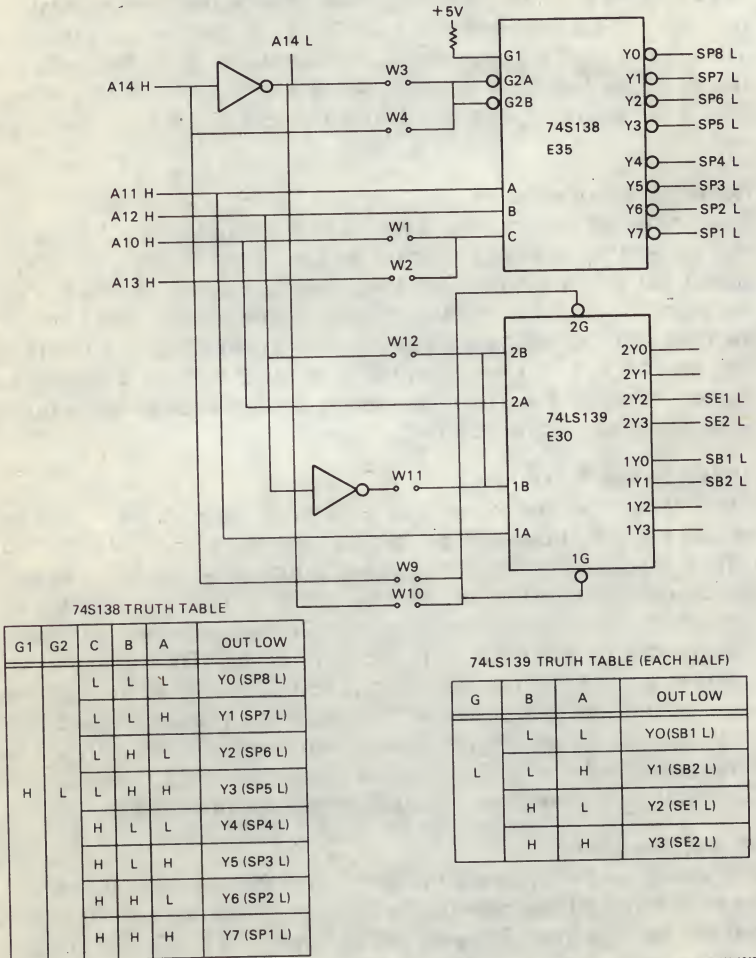 +5V
A14 L
A14 H
W3
W4
G1
G2A
G2B
74S138
E35
A
B
C
Y0
SP8 L
Y1
SP7 L
Y2
SP6 L
Y3
SP5 L
Y4
SP4 L
Y5
SP3 L
Y6
SP2 L
Y7
SP1 L
A11 H
A12 H
A10 H
A13 H
W1
W2
W12
2G
2B
2A
74LS139
E30
1B
1A
1G
2Y0
2Y1
2Y2
SE1 L
2Y3
SE2 L
1Y0
SB1 L
1Y1
SB2 L
1Y2
1Y3
W11
W9
W10
74S138 TRUTH TABLE
G1 G2 C B A OUT LOW
L L L Y0 (SP8 L)
L L H Y1 (SP7 L)
L H L Y2 (SP6 L)
H L L H H Y3 (SP5 L)
H L L Y4 (SP4 L)
H L H Y5 (SP3 L)
H H L Y6 (SP2 L)
H H H Y7 (SP1 L)
74LS139 TRUTH TABLE (EACH HALF)
G B A OUT LOW
L L YO(SB1 L)
L L H Y1 (SB2 L)
H L Y2 (SE1 L)
H H Y3 (SE2 L)